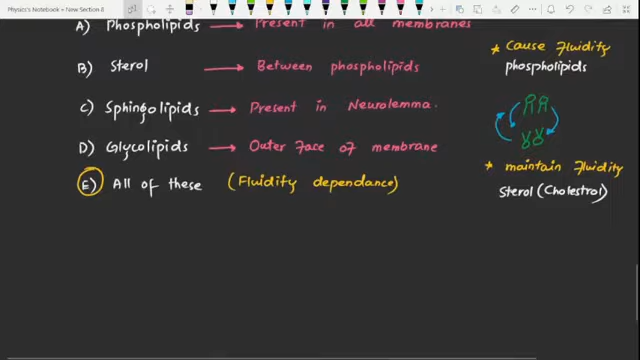 Physics's Notebook • New Section 8
A) Phospholipids → Present in all membranes
B) Sterol → Between phospholipids
C) Sphingolipids → Present in Neurolemma.
D) Glycolipids → Outer face of membrane
E) All of these (Fluidity dependance)
* Cause Fluidity
phospholipids
* maintain Fluidity
Sterol (Cholestrol)